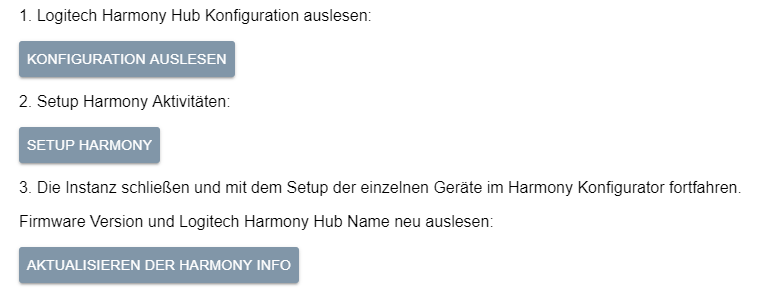 1. Logitech Harmony Hub Konfiguration auslesen:
KONFIGURATION AUSLESEN
2. Setup Harmony Aktivitäten:
SETUP HARMONY
3. Die Instanz schließen und mit dem Setup der einzelnen Geräte im Harmony Konfigurator fortfahren.
Firmware Version und Logitech Harmony Hub Name neu auslesen:
AKTUALISIEREN DER HARMONY INFO